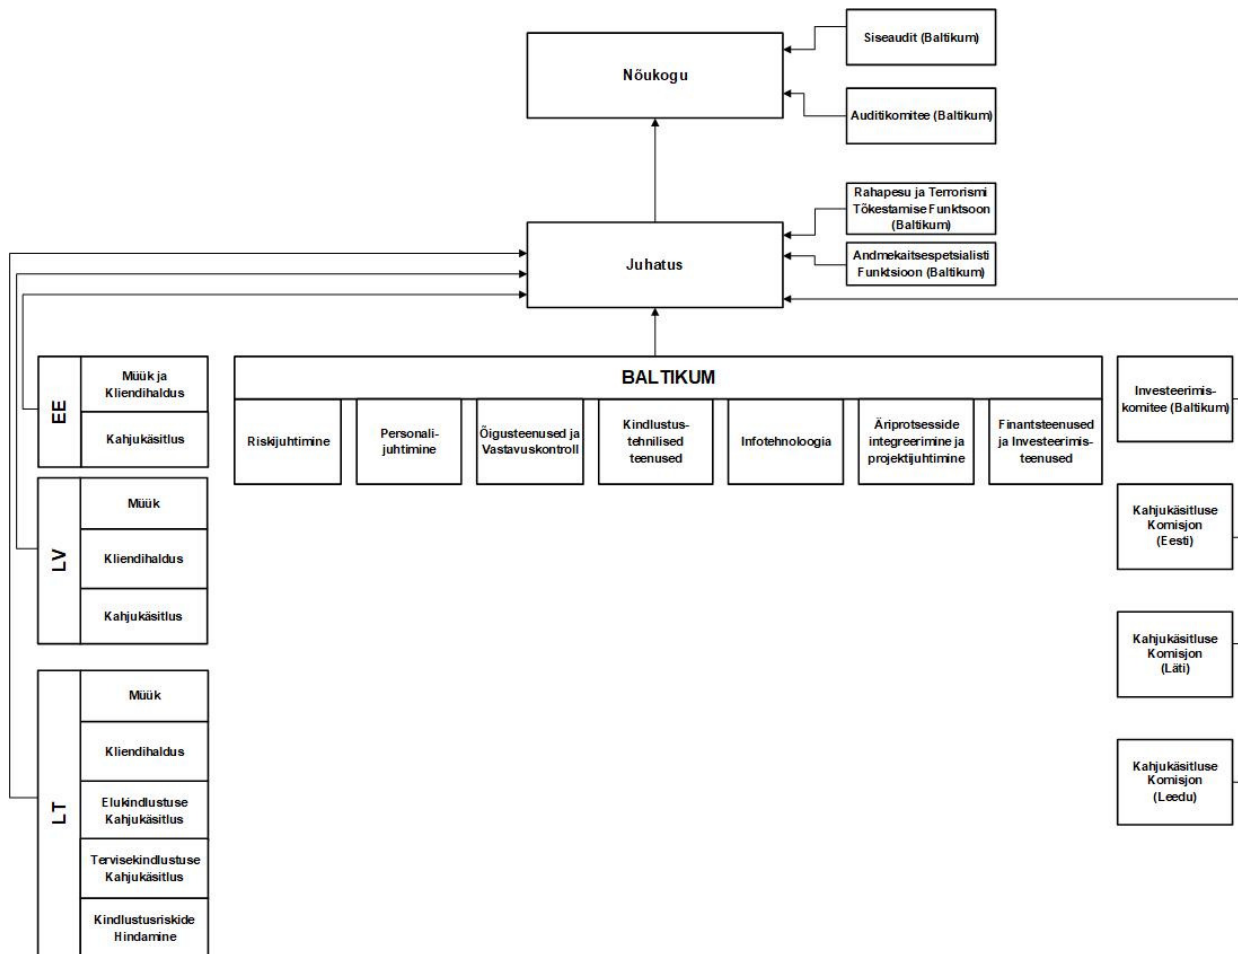 Siseaudit (Baltikum)
Nõukogu
Auditikomitee (Baltikum)
Rahapesu ja Terrorismi
Tõkestamise Funktsoon
(Baltikum)
Juhatus
Andmekaitsespetsialisti
Funktsioon (Baltikum)
EE
Müük ja
Kliendihaldus
Kahjukäsitlus
BALTIKUM
Riskijuhtimine
Personali-
juhtimine
Õigusteenused ja
Vastavuskontroll
Kindlustus-
tehnilised
teenused
Infotehnoloogia
Äriprotsesside
integreerimine ja
projektijuhtimine
Finantsteenused
ja Investeerimis-
teenused
Investeerimis-
komitee (Baltikum)
LV
Müük
Kliendihaldus
Kahjukäsitlus
Kahjukäsitluse
Komisjon
(Eesti)
Kahjukäsitluse
Komisjon
(Läti)
LT
Müük
Kliendihaldus
Elukindlustuse
Kahjukäsitlus
Tervisekindlustuse
Kahjukäsitlus
Kindlustusriskide
Hindamine
Kahjukäsitluse
Komisjon
(Leedu)